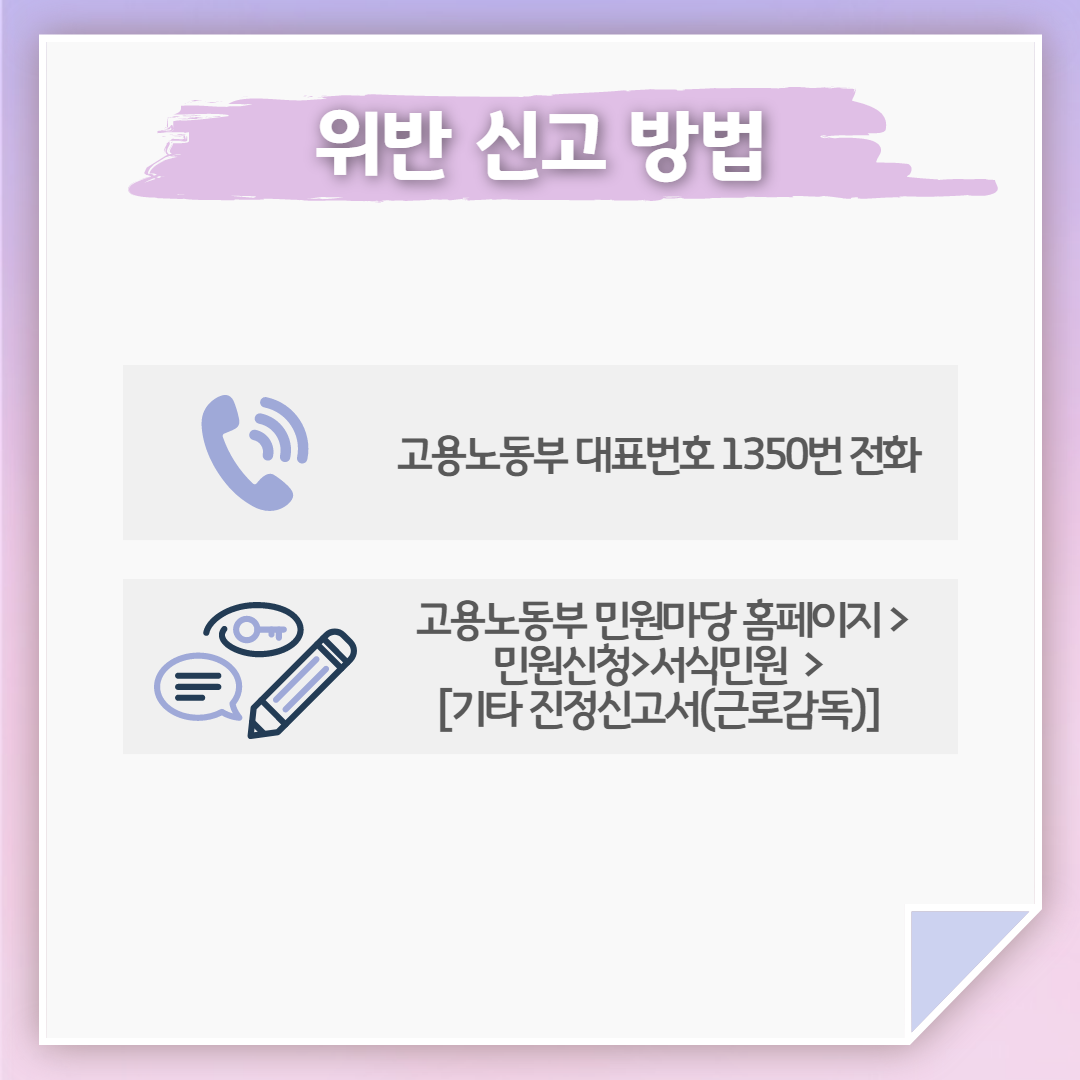 위반 신고 방법
고용노동부 대표번호 1350번 전화
고용노동부 민원마당 홈페이지 >
민원신청>서식민원 >
[기타 진정신고서(근로감독)]